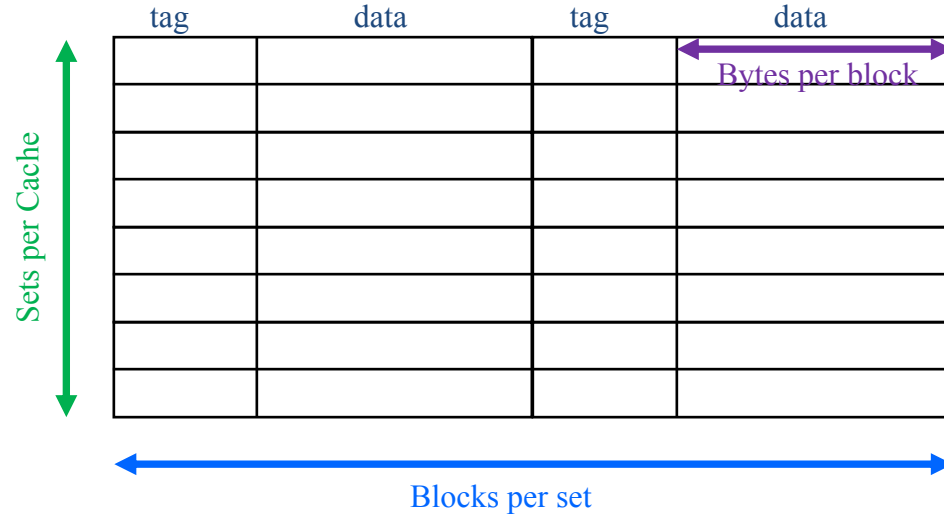 tag data tag data
Bytes per block
Sets per Cache
Blocks per set